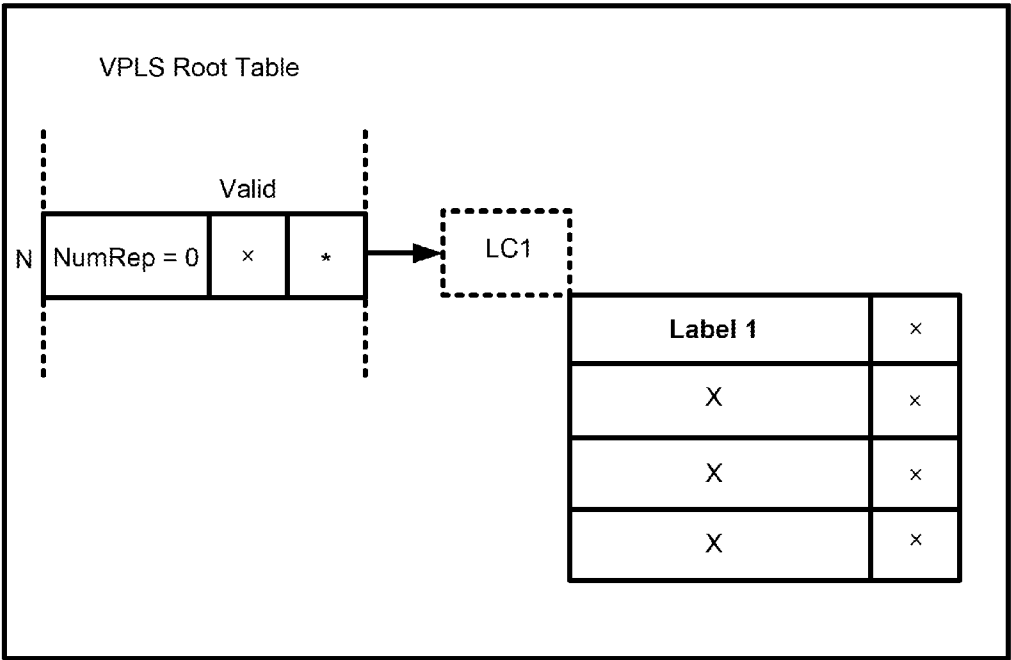 VPLS Root Table
Valid
N NumRep = 0 × * LC1
Label 1 ×
X ×
X ×
X ×